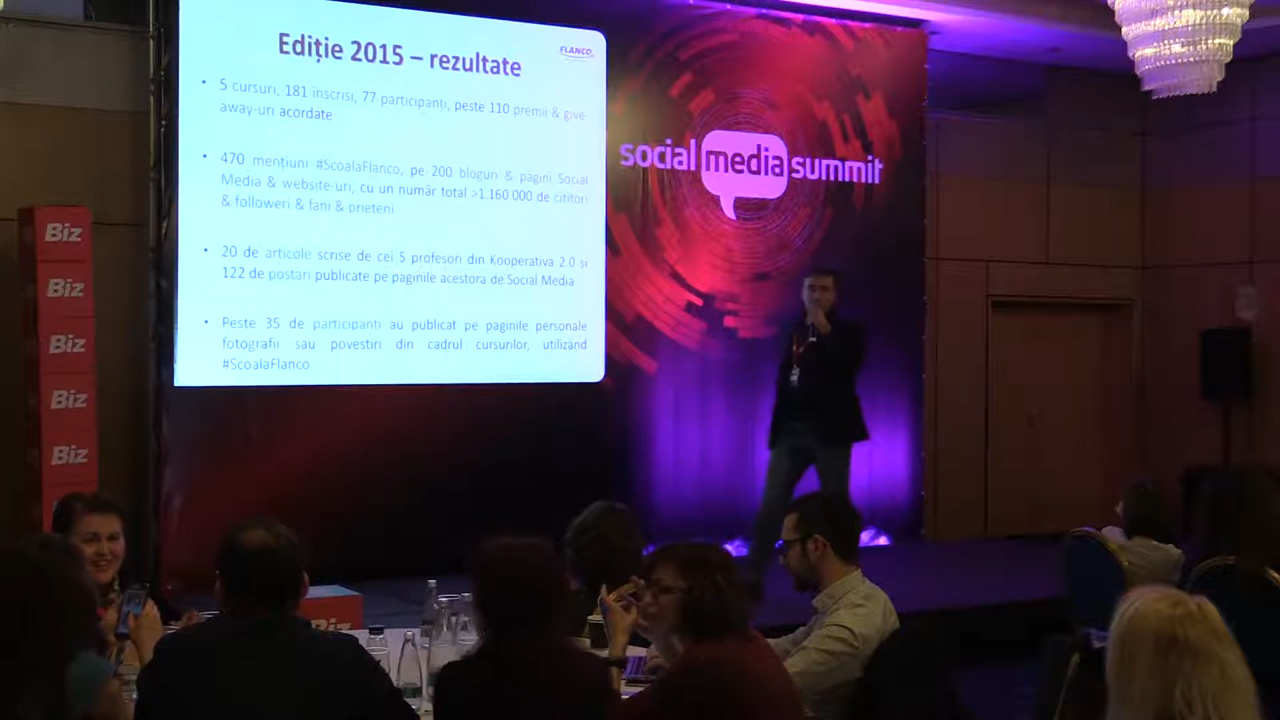 Ediție 2015 – rezultate
FLANCO
• 5 cursuri, 181 înscriși, 77 participanți, peste 110 premii & give
away-uri acordate
• 470 mențiuni #ScoalaFlanco, pe 200 bloguri & pagini Social
Media & website-uri, cu un număr total >1.160.000 de cititori
& followeri & fani & prieteni
• 20 de articole scrise de cei 5 profesori din Kooperativa 2.0 și
122 de postări publicate pe paginile acestora de Social Media
• Peste 35 de participanți au publicat pe paginile personale
fotografii sau povestiri din cadrul cursurilor, utilizând
#ScoalaFlanco
social media summit
Biz
Biz
Biz
Biz
Biz
Biz